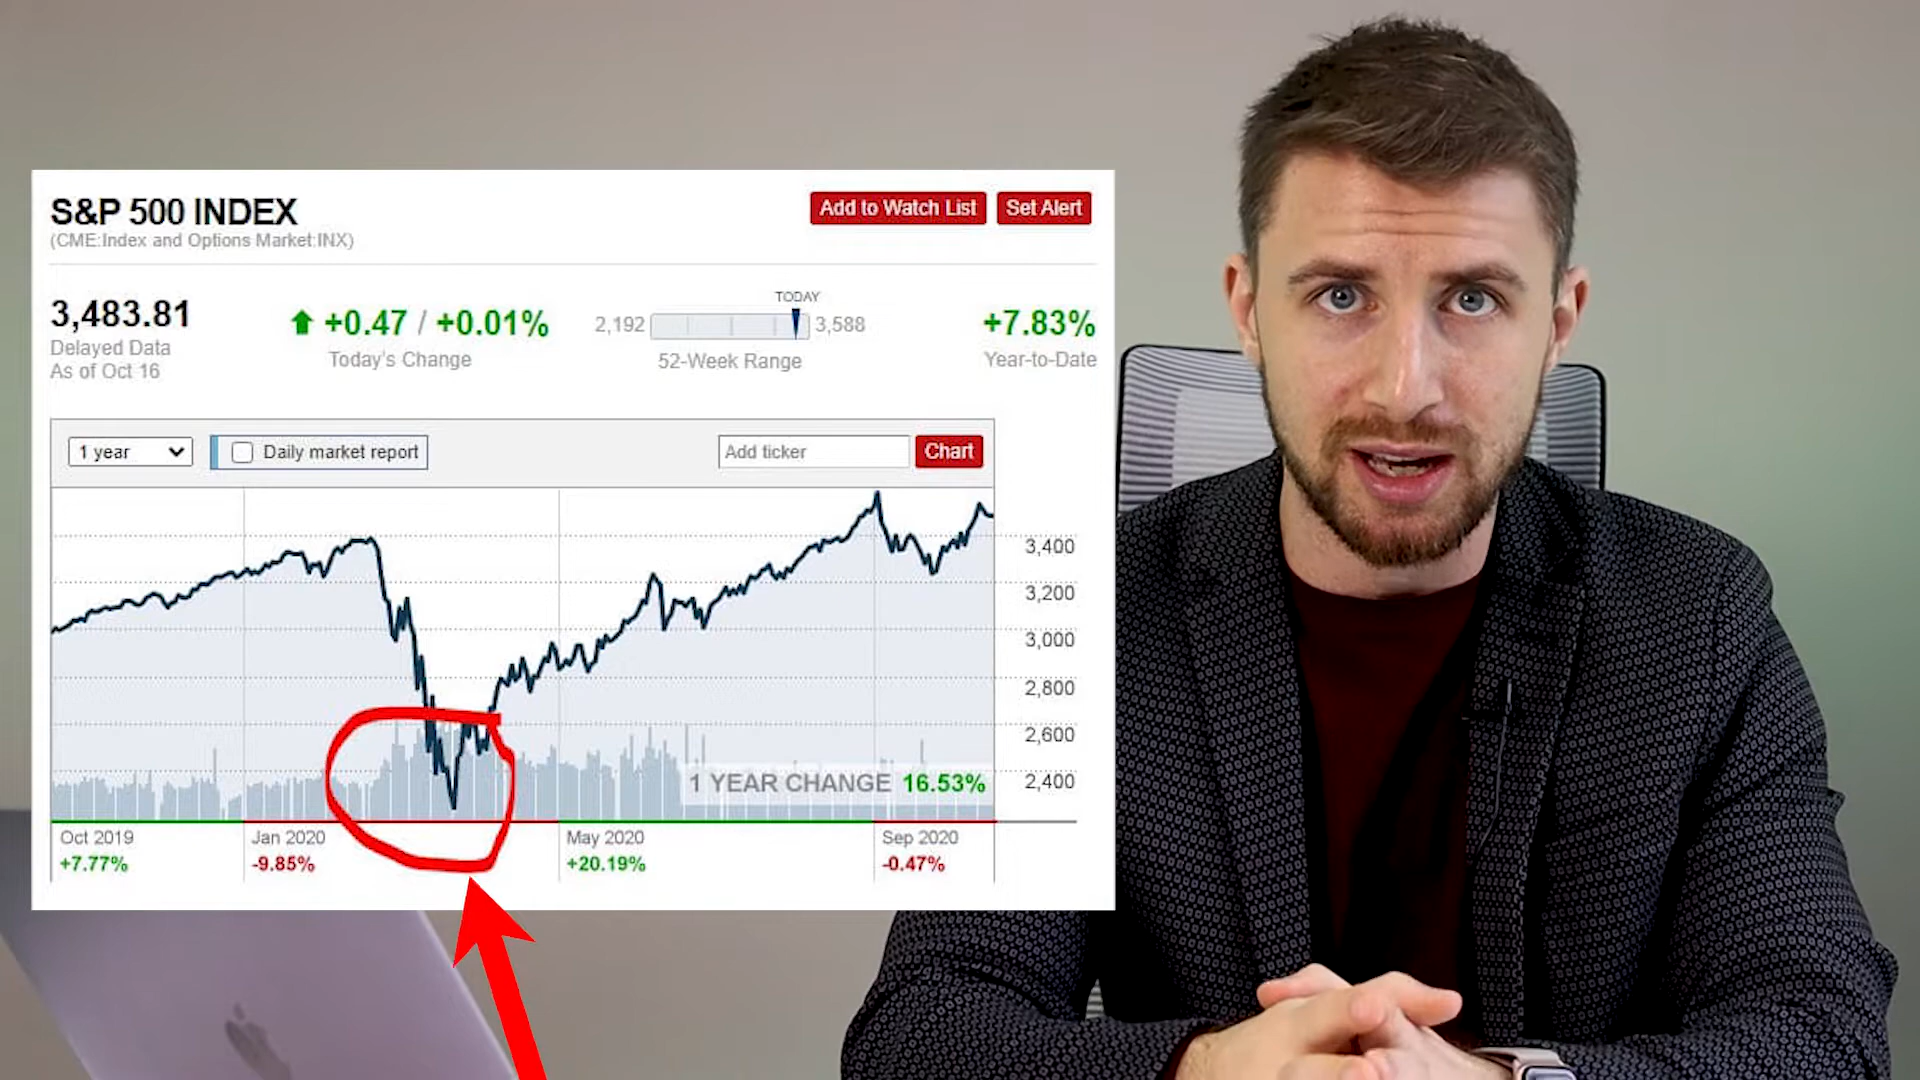 S&P 500 INDEX
(CME:Index and Options Market:INX)
Add to Watch List
Set Alert
3,483.81
Delayed Data
As of Oct 16
+0.47 / +0.01%
Today's Change
TODAY
2,192
3,588
52-Week Range
+7.83%
Year-to-Date
1 year
Daily market report
Add ticker
Chart
3,400
3,200
3,000
2,800
2,600
2,400
1 YEAR CHANGE 16.53%
Oct 2019
+7.77%
Jan 2020
-9.85%
May 2020
+20.19%
Sep 2020
-0.47%